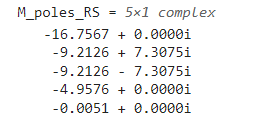 M_poles_RS = 5×1 complex
-16.7567 + 0.0000i
-9.2126 + 7.3075i
-9.2126 - 7.3075i
-4.9576 + 0.0000i
-0.0051 + 0.0000i